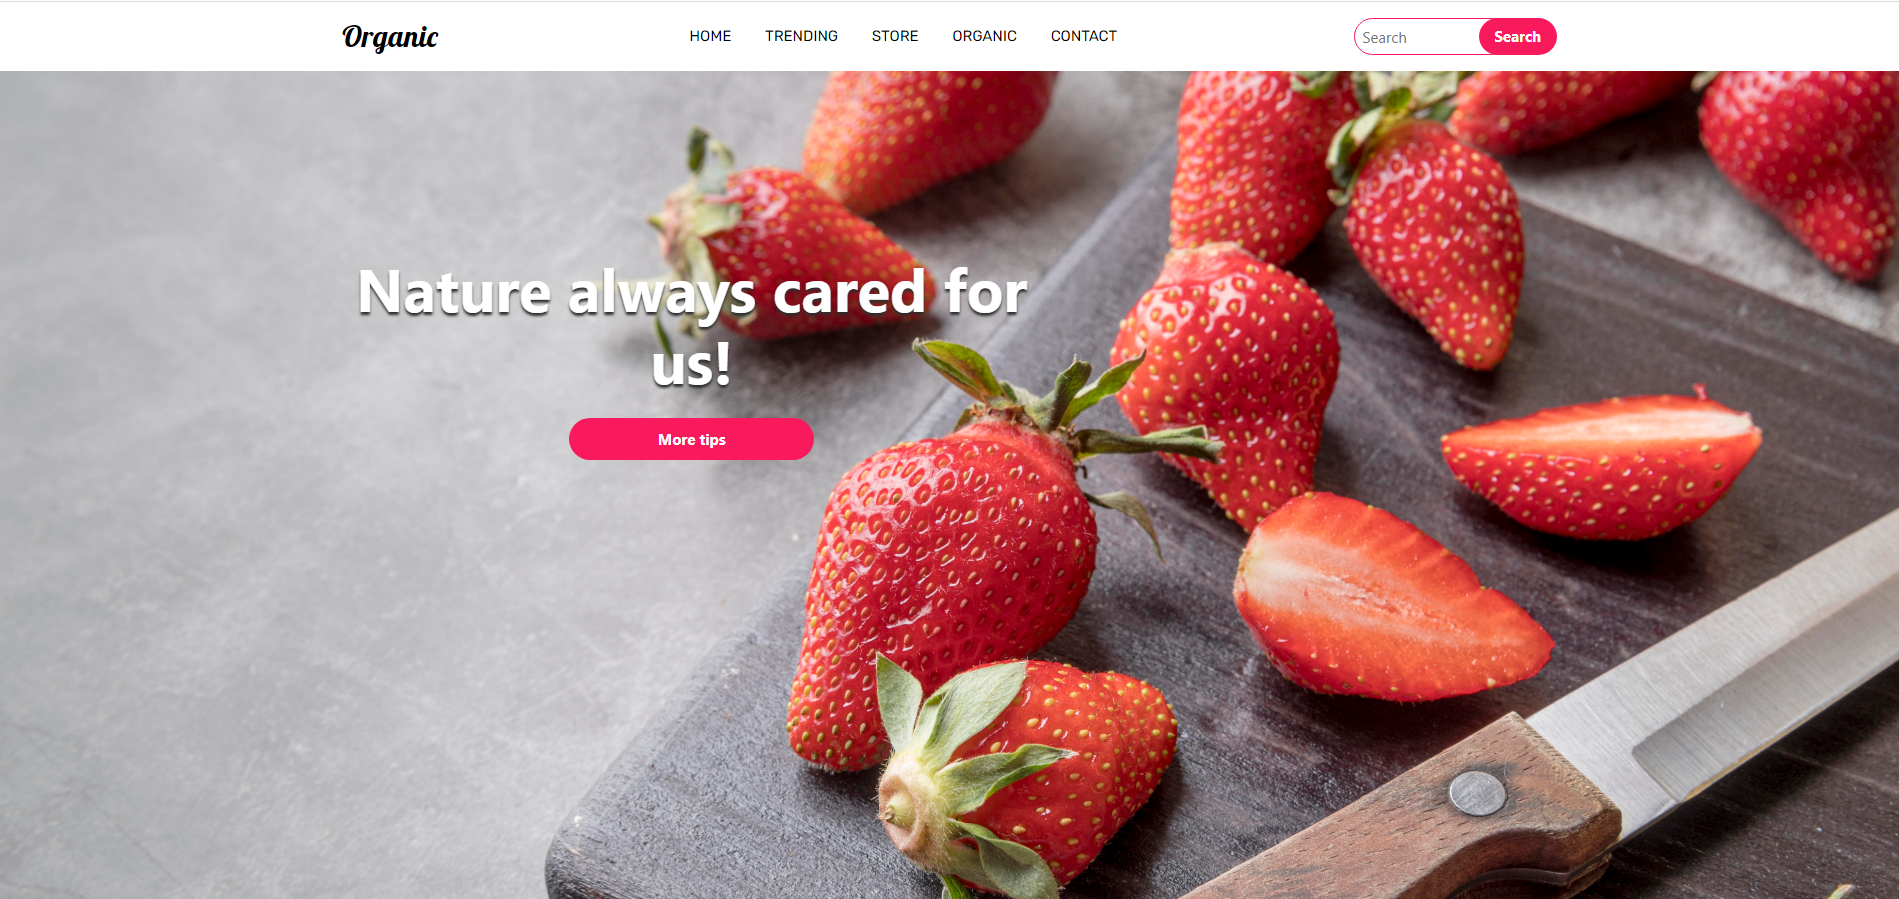 Organic
HOME TRENDING STORE ORGANIC CONTACT
Search Search
Nature always cared for
us!
More tips